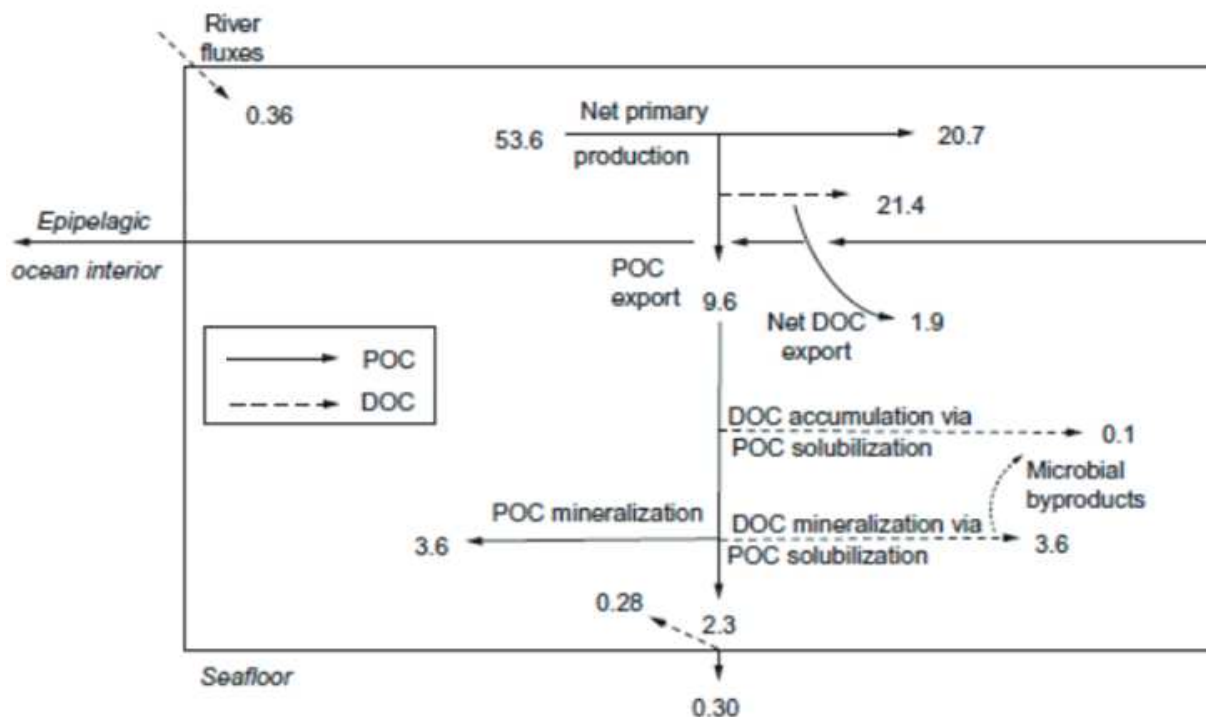 River
fluxes
0.36
Net primary
53.6
20.7
production
21.4
Epipelagic
ocean interior
POC
export
9.6
Net DOC
export
1.9
POC
DOC
DOC accumulation via
POC solubilization
0.1
Microbial
byproducts
POC mineralization
DOC mineralization via
POC solubilization
3.6
3.6
0.28
2.3
Seafloor
0.30